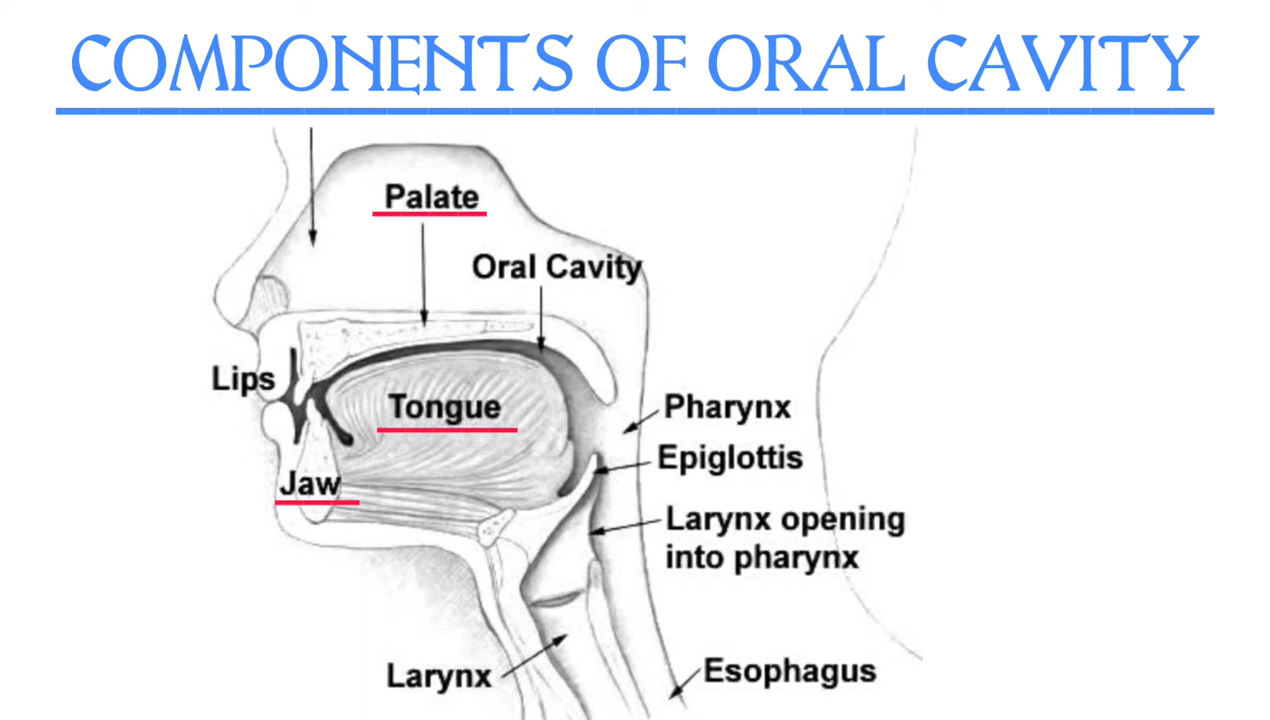 COMPONENTS OF ORAL CAVITY
Palate
Oral Cavity
Lips
Tongue
Pharynx
Epiglottis
Jaw
Larynx opening
into pharynx
Larynx
Esophagus